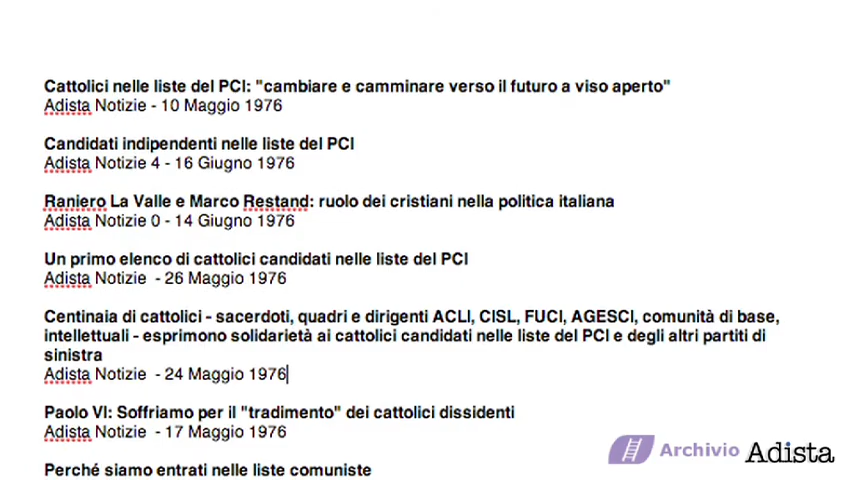 Cattolici nelle liste del PCI: "cambiare e camminare verso il futuro a viso aperto"
Adista Notizie - 10 Maggio 1976
Candidati indipendenti nelle liste del PCI
Adista Notizie 4 - 16 Giugno 1976
Raniero La Valle e Marco Restand: ruolo dei cristiani nella politica italiana
Adista Notizie 0 - 14 Giugno 1976
Un primo elenco di cattolici candidati nelle liste del PCI
Adista Notizie - 26 Maggio 1976
Centinaia di cattolici - sacerdoti, quadri e dirigenti ACLI, CISL, FUCI, AGESCI, comunità di base,
intellettuali - esprimono solidarietà ai cattolici candidati nelle liste del PCI e degli altri partiti di
sinistra
Adista Notizie - 24 Maggio 1976
Paolo VI: Soffriamo per il "tradimento" dei cattolici dissidenti
Adista Notizie - 17 Maggio 1976
Perché siamo entrati nelle liste comuniste
Archivio Adista